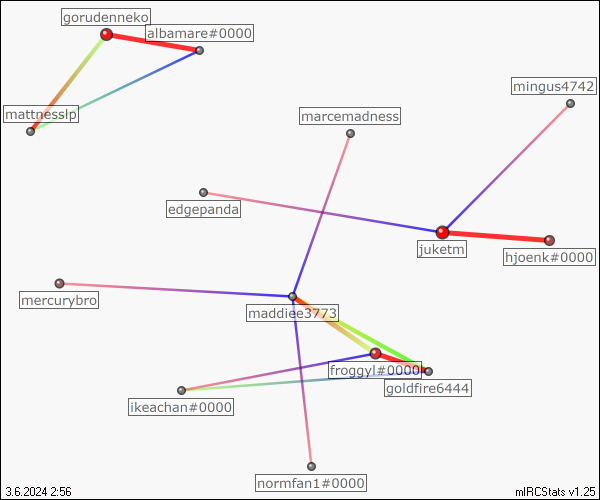 gorudenneko
albamare#0000
mingus4742
mattnesslp
marcemadness
edgepanda
juketm
hjoenk#0000
mercurybro
maddiee3773
froggyl#0000
goldfire6444
ikeachan#0000
normfan1#0000
3.6.2024 2:56
mIRCStats v1.25